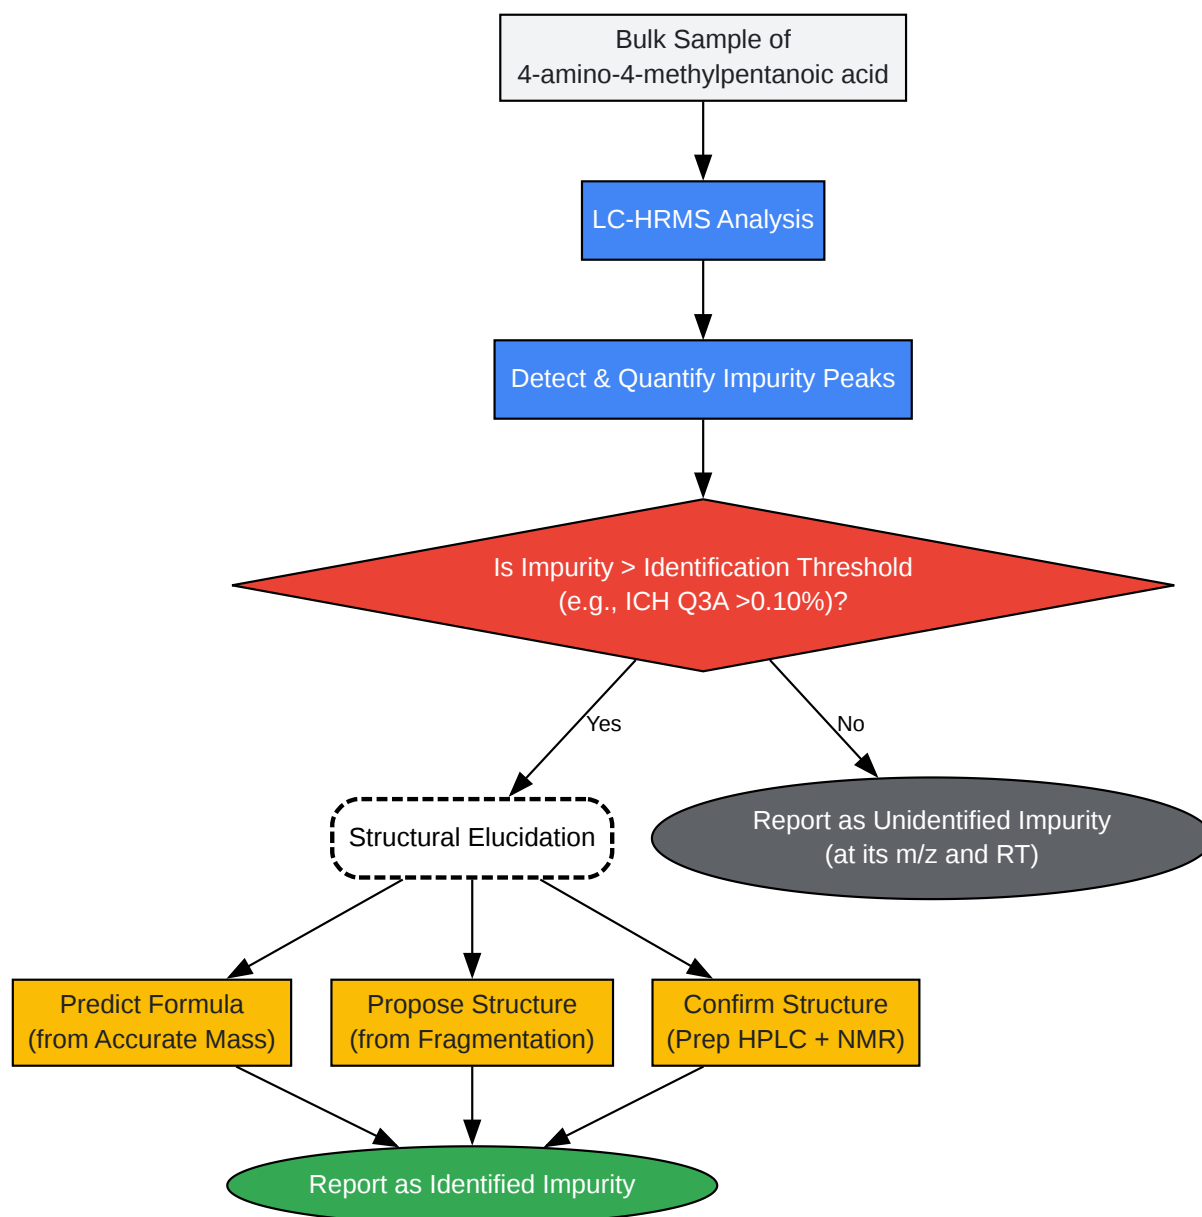 Bulk Sample of
4-amino-4-methylpentanoic acid
LC-HRMS Analysis
Detect & Quantify Impurity Peaks
Is Impurity > Identification Threshold
(e.g., ICH Q3A >0.10%)?
Yes
No
Structural Elucidation
Report as Unidentified Impurity
(at its m/z and RT)
Predict Formula
(from Accurate Mass)
Propose Structure
(from Fragmentation)
Confirm Structure
(Prep HPLC + NMR)
Report as Identified Impurity